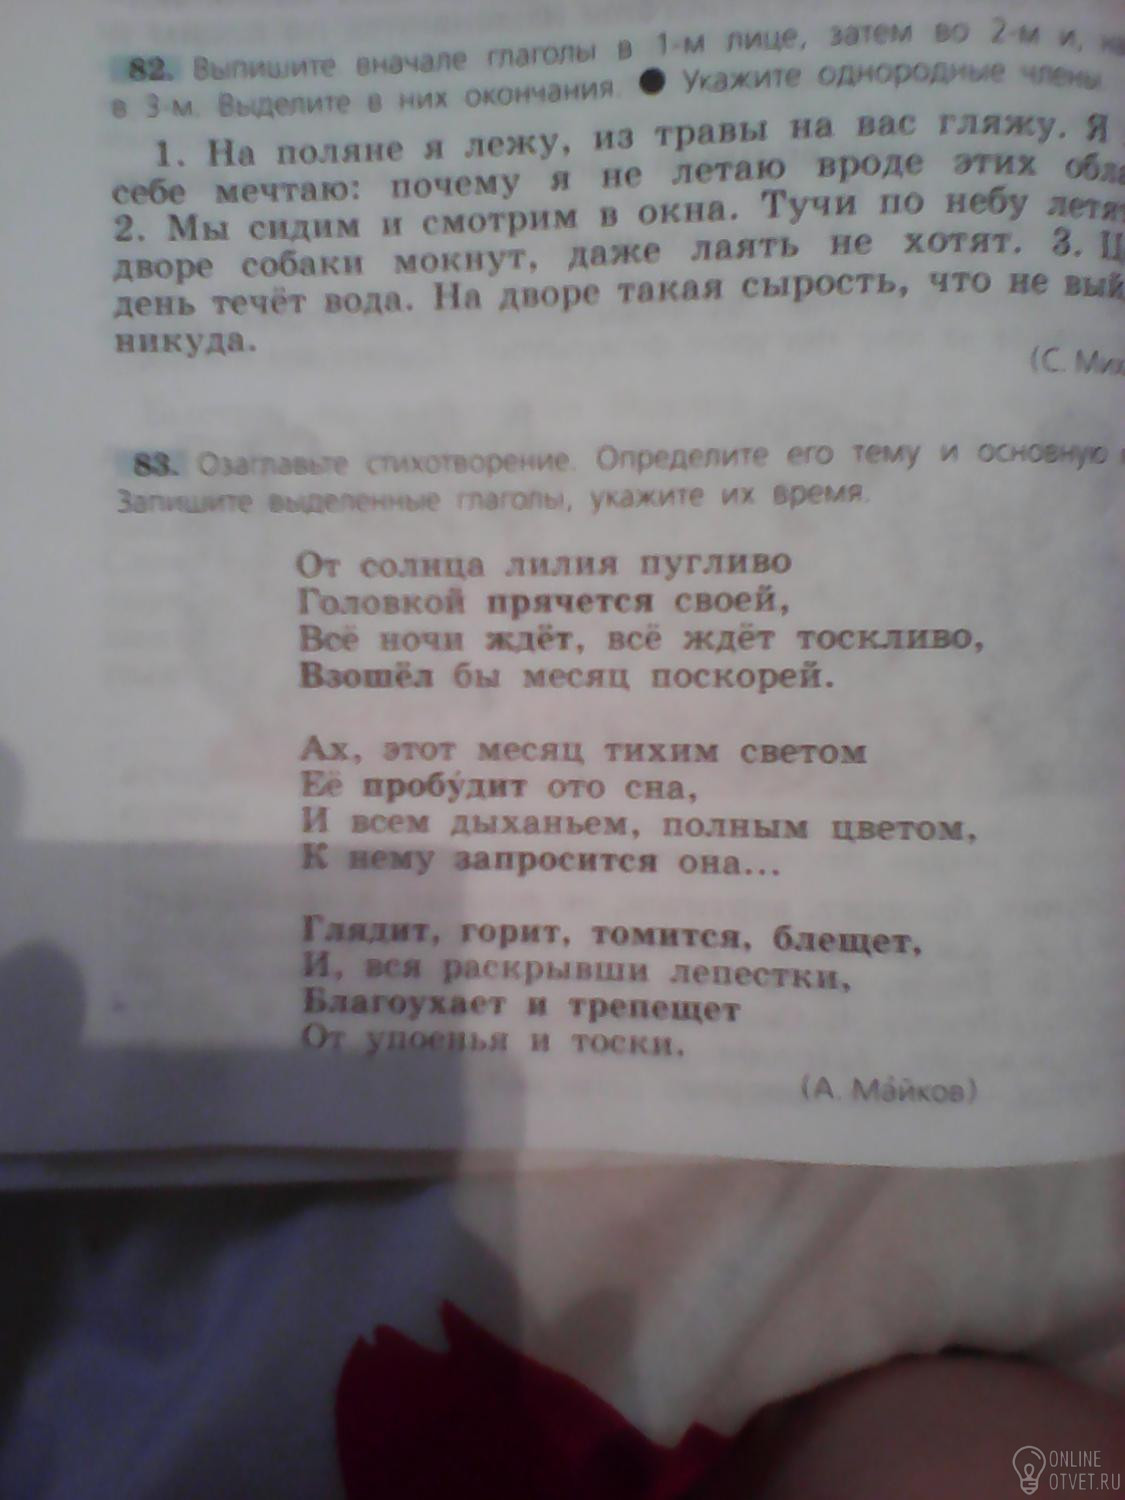 82. Выпишите вначале глаголы в 1-м лице, затем во 2-м и,
в 3-м. Выделите в них окончания. ● Укажите однородные члены.
1. На поляне я лежу, из травы на вас гляжу. Я
себе мечтаю: почему я не летаю вроде этих
2. Мы сидим и смотрим в окна. Тучи по небу
дворе собаки мокнут, даже лаять не хотят. 3.
день течёт вода. На дворе такая сырость, что не
никуда.
(С.
83. Озаглавьте стихотворение. Определите его тему и основную
Запишите выделенные глаголы, укажите их время.
От солнца лилия пугливо
Головкой прячется своей,
Всё ночи ждёт, всё ждёт тоскливо,
Взошёл бы месяц поскорей.
Ах, этот месяц тихим светом
Её пробу́дит ото сна,
И всем дыханьем, полным цветом,
К нему запросится она...
Глядит, горит, томится, блещет,
И, вся раскрывши лепестки,
Благоухает и трепещет
От упоенья и тоски.
(А. Ма́йков)
ONLINE
OTVET.RU